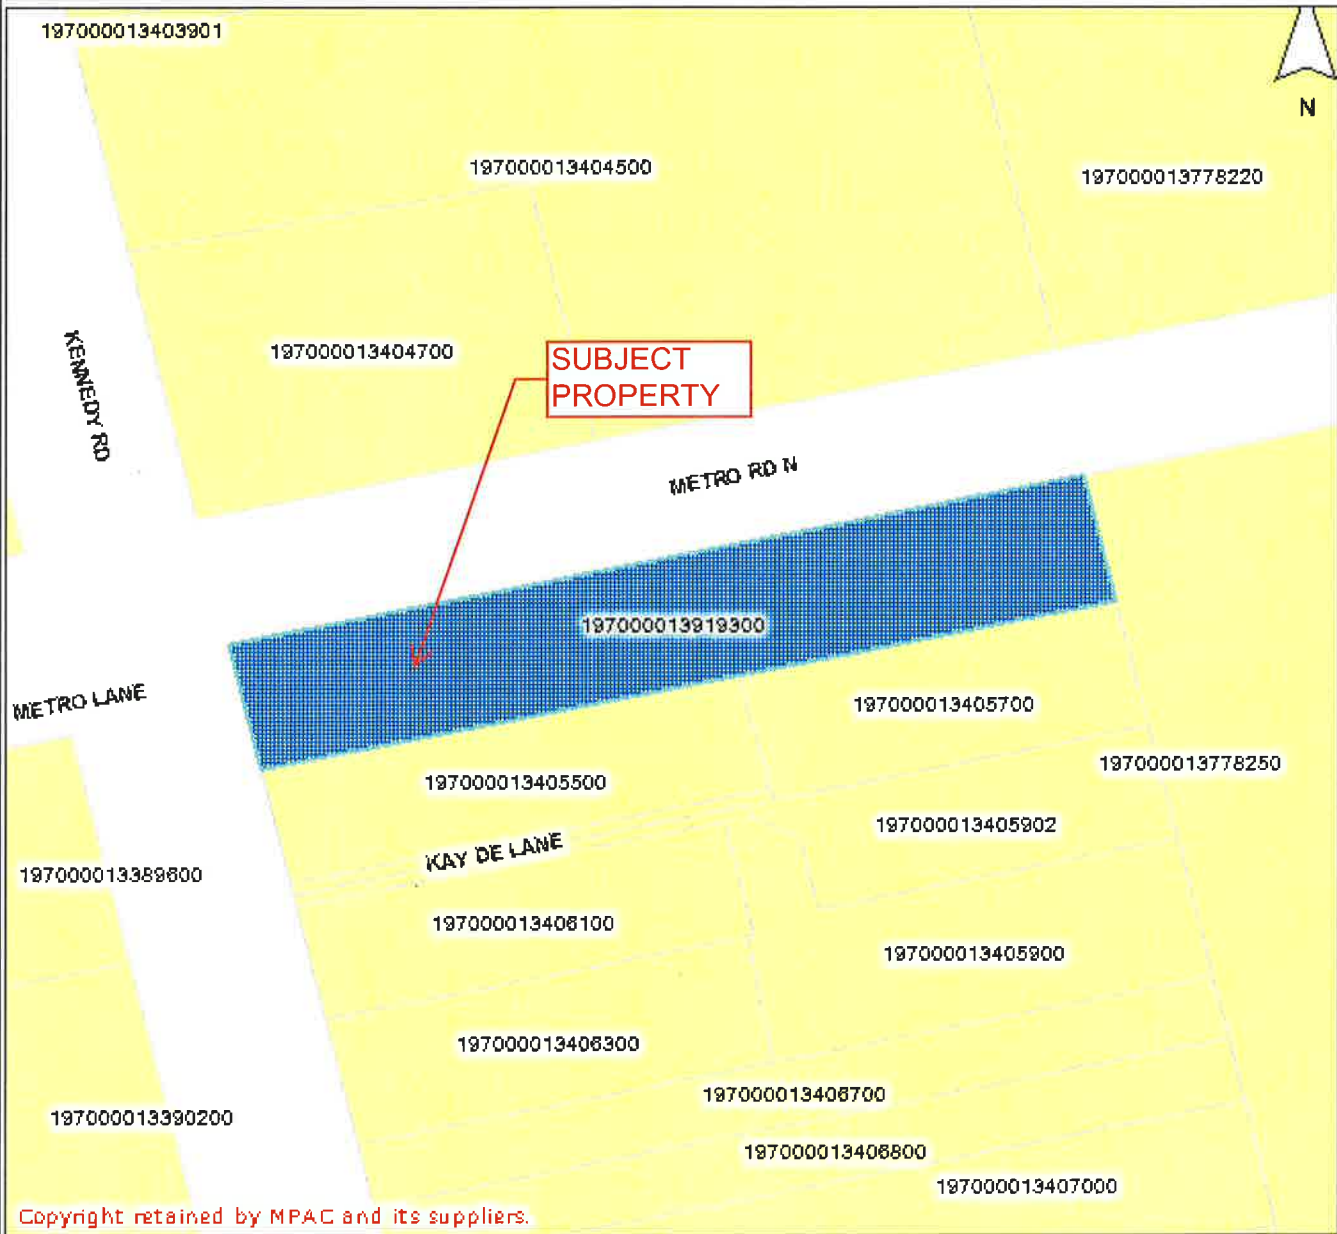 197000013403901
N
197000013404500
197000013778220
KENNEDY RD
197000013404700
SUBJECT
PROPERTY
METRO RD N
197000013919300
METRO LANE
197000013405700
197000013778250
197000013405500
197000013405902
KAY DE LANE
197000013389600
197000013406100
197000013405900
197000013406300
197000013406700
197000013390200
197000013406800
197000013407000
Copyright retained by MPAC and its suppliers.